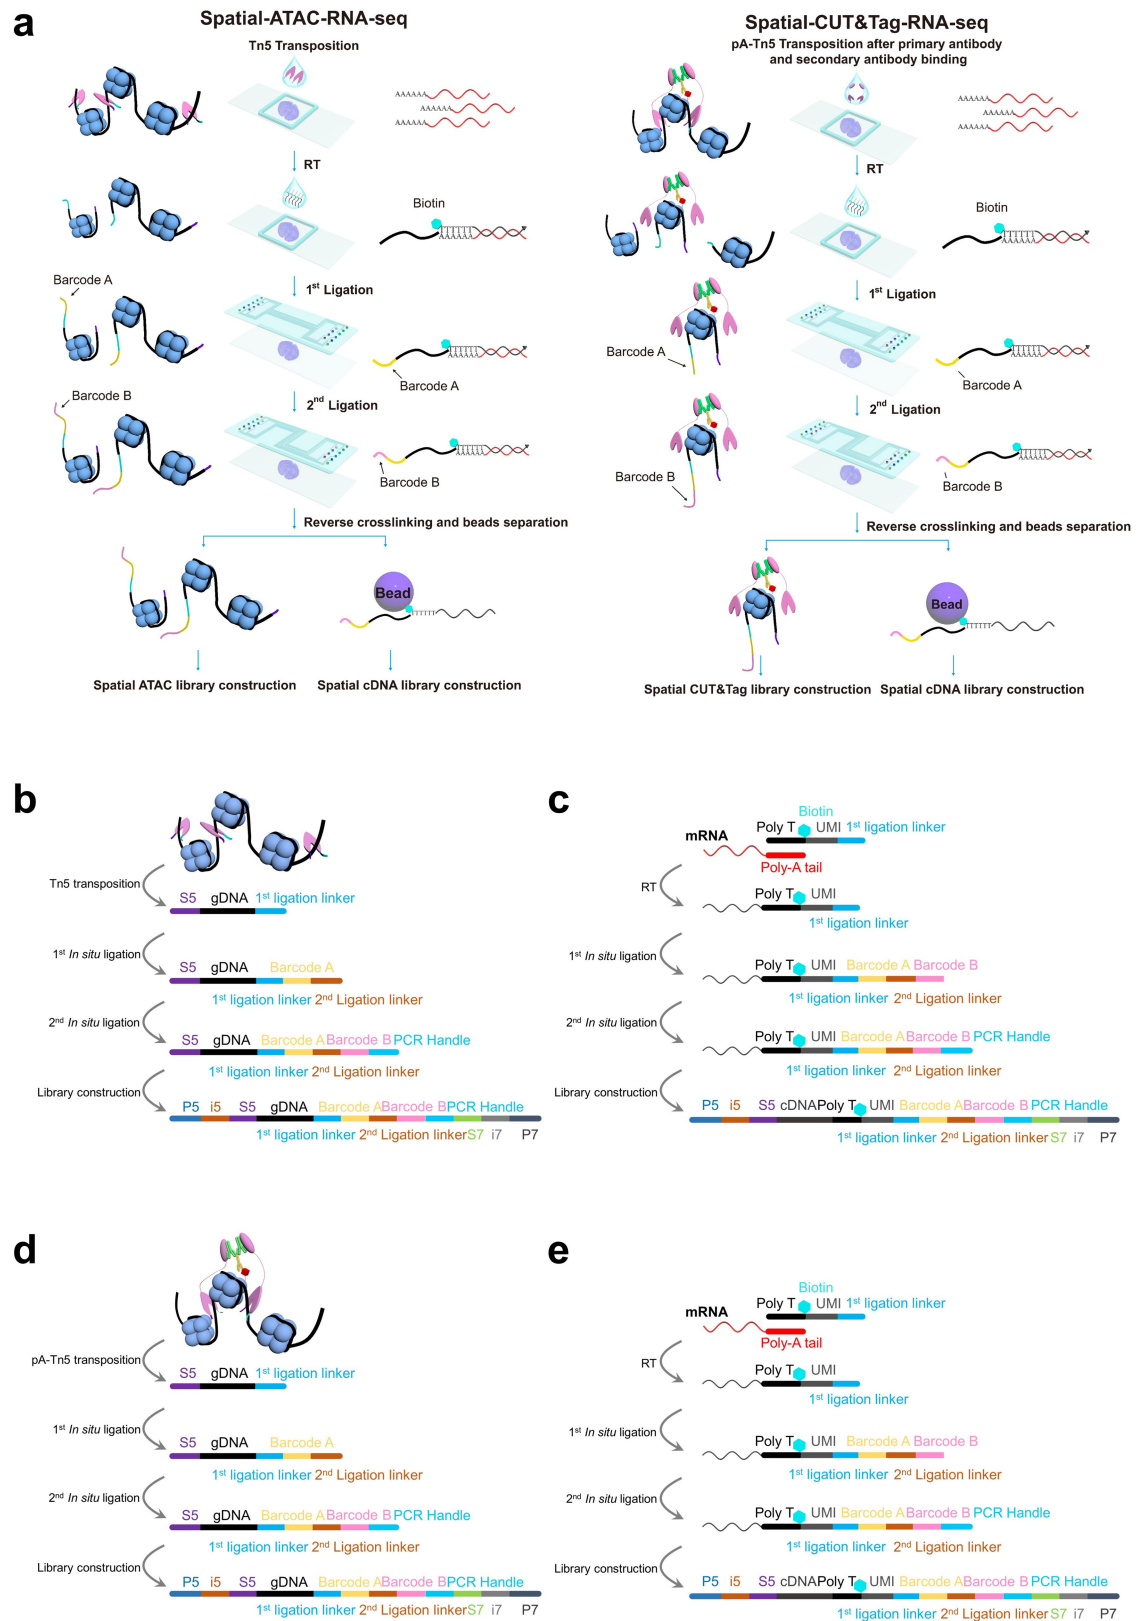 a
Spatial-ATAC-RNA-seq
Tn5 Transposition
AAAAAA
AAAAAA
AAAAAA
RT
Biotin
AAAAAA
Barcode A
1st Ligation
AAAAAA
Barcode A
Barcode B
2nd Ligation
AAAAAA
Barcode B
Reverse crosslinking and beads separation
Bead
Spatial ATAC library construction
Spatial cDNA library construction
Spatial-CUT&Tag-RNA-seq
pA-Tn5 Transposition after primary antibody
and secondary antibody binding
AAAAAA
AAAAAA
AAAAAA
RT
Biotin
AAAAAA
1st Ligation
Barcode A
AAAAAA
Barcode A
2nd Ligation
Barcode B
AAAAAA
Barcode B
Reverse crosslinking and beads separation
Bead
Spatial CUT&Tag library construction
Spatial cDNA library construction
b
Tn5 transposition
S5 gDNA 1st ligation linker
1st In situ ligation
S5 gDNA Barcode A
1st ligation linker 2nd Ligation linker
2nd In situ ligation
S5 gDNA Barcode A Barcode B PCR Handle
1st ligation linker 2nd Ligation linker
Library construction
P5 i5 S5 gDNA Barcode A Barcode B PCR Handle
1st ligation linker 2nd Ligation linker S7 i7 P7
c
Biotin
Poly T UMI 1st ligation linker
mRNA
Poly-A tail
RT
Poly T UMI
1st ligation linker
1st In situ ligation
Poly T UMI Barcode A Barcode B
1st ligation linker 2nd Ligation linker
2nd In situ ligation
Poly T UMI Barcode A Barcode B PCR Handle
1st ligation linker 2nd Ligation linker
Library construction
P5 i5 S5 cDNA Poly T UMI Barcode A Barcode B PCR Handle
1st ligation linker 2nd Ligation linker S7 i7 P7
d
pA-Tn5 transposition
S5 gDNA 1st ligation linker
1st In situ ligation
S5 gDNA Barcode A
1st ligation linker 2nd Ligation linker
2nd In situ ligation
S5 gDNA Barcode A Barcode B PCR Handle
1st ligation linker 2nd Ligation linker
Library construction
P5 i5 S5 gDNA Barcode A Barcode B PCR Handle
1st ligation linker 2nd Ligation linker S7 i7 P7
e
Biotin
Poly T UMI 1st ligation linker
mRNA
Poly-A tail
RT
Poly T UMI
1st ligation linker
1st In situ ligation
Poly T UMI Barcode A Barcode B
1st ligation linker 2nd Ligation linker
2nd In situ ligation
Poly T UMI Barcode A Barcode B PCR Handle
1st ligation linker 2nd Ligation linker
Library construction
P5 i5 S5 cDNA Poly T UMI Barcode A Barcode B PCR Handle
1st ligation linker 2nd Ligation linker S7 i7 P7